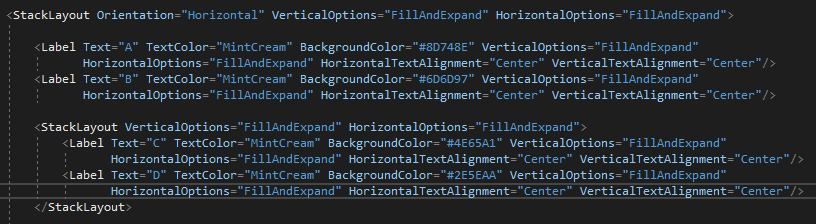 <StackLayout Orientation="Horizontal" VerticalOptions="FillAndExpand" HorizontalOptions="FillAndExpand">
<Label Text="A" TextColor="MintCream" BackgroundColor="#8D748E" VerticalOptions="FillAndExpand"
HorizontalOptions="FillAndExpand" HorizontalTextAlignment="Center" VerticalTextAlignment="Center"/>
<Label Text="B" TextColor="MintCream" BackgroundColor="#6D6D97" VerticalOptions="FillAndExpand"
HorizontalOptions="FillAndExpand" HorizontalTextAlignment="Center" VerticalTextAlignment="Center"/>
<StackLayout VerticalOptions="FillAndExpand" HorizontalOptions="FillAndExpand">
<Label Text="C" TextColor="MintCream" BackgroundColor="#4E65A1" VerticalOptions="FillAndExpand"
HorizontalOptions="FillAndExpand" HorizontalTextAlignment="Center" VerticalTextAlignment="Center"/>
<Label Text="D" TextColor="MintCream" BackgroundColor="#2E5EAA" VerticalOptions="FillAndExpand"
HorizontalOptions="FillAndExpand" HorizontalTextAlignment="Center" VerticalTextAlignment="Center"/>
</StackLayout>